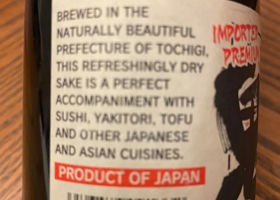 BREWED IN THE
NATURALLY BEAUTIFUL
PREFECTURE OF TOCHIGI,
THIS REFRESHINGLY DRY
SAKE IS A PERFECT
ACCOMPANIMENT WITH
SUSHI, YAKITORI, TOFU
AND OTHER JAPANESE
AND ASIAN CUISINES.
PRODUCT OF JAPAN
IMPORTED
PREMIUM